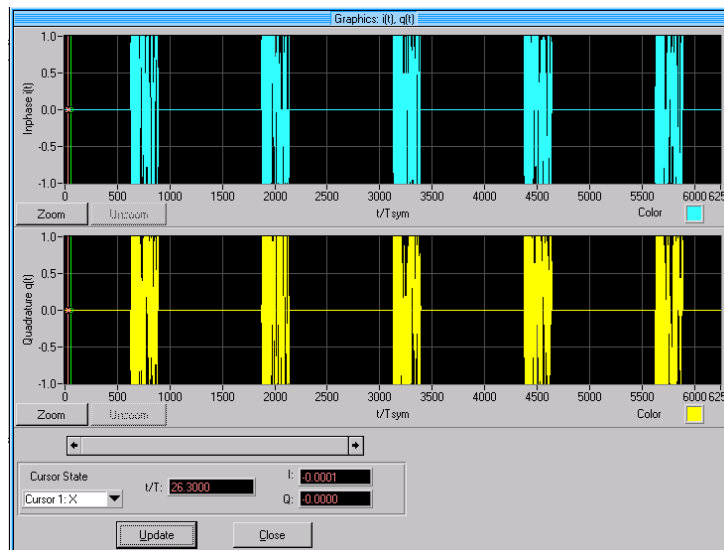 Graphics: i(t), q(t)
Inphase i(t)
1.0
0.5
0.0
-0.5
-1.0
0 500 1000 1500 2000 2500 3000 3500 4000 4500 5000 5500 6000 625
t/Tsym
Zoom Unzoom Color
Quadrature q(t)
1.0
0.5
0.0
-0.5
-1.0
0 500 1000 1500 2000 2500 3000 3500 4000 4500 5000 5500 6000 625
t/Tsym
Zoom Unzoom Color
Cursor State
Cursor 1: X
t/T: 26.3000
I: -0.0001
Q: -0.0000
Update Close